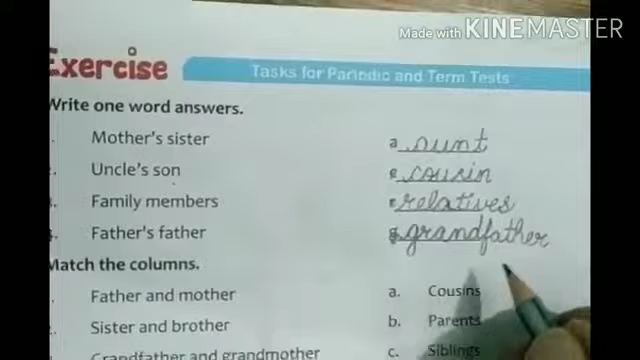 Made with KINEMASTER
Exercise
Tasks for Periodic and Term Tests
Write one word answers.
Mother's sister a aunt
Uncle's son c cousin
Family members r relatives
Father's father g grandfather
Match the columns.
Father and mother a. Cousins
Sister and brother b. Parents
Grandfather and grandmother c. Siblings